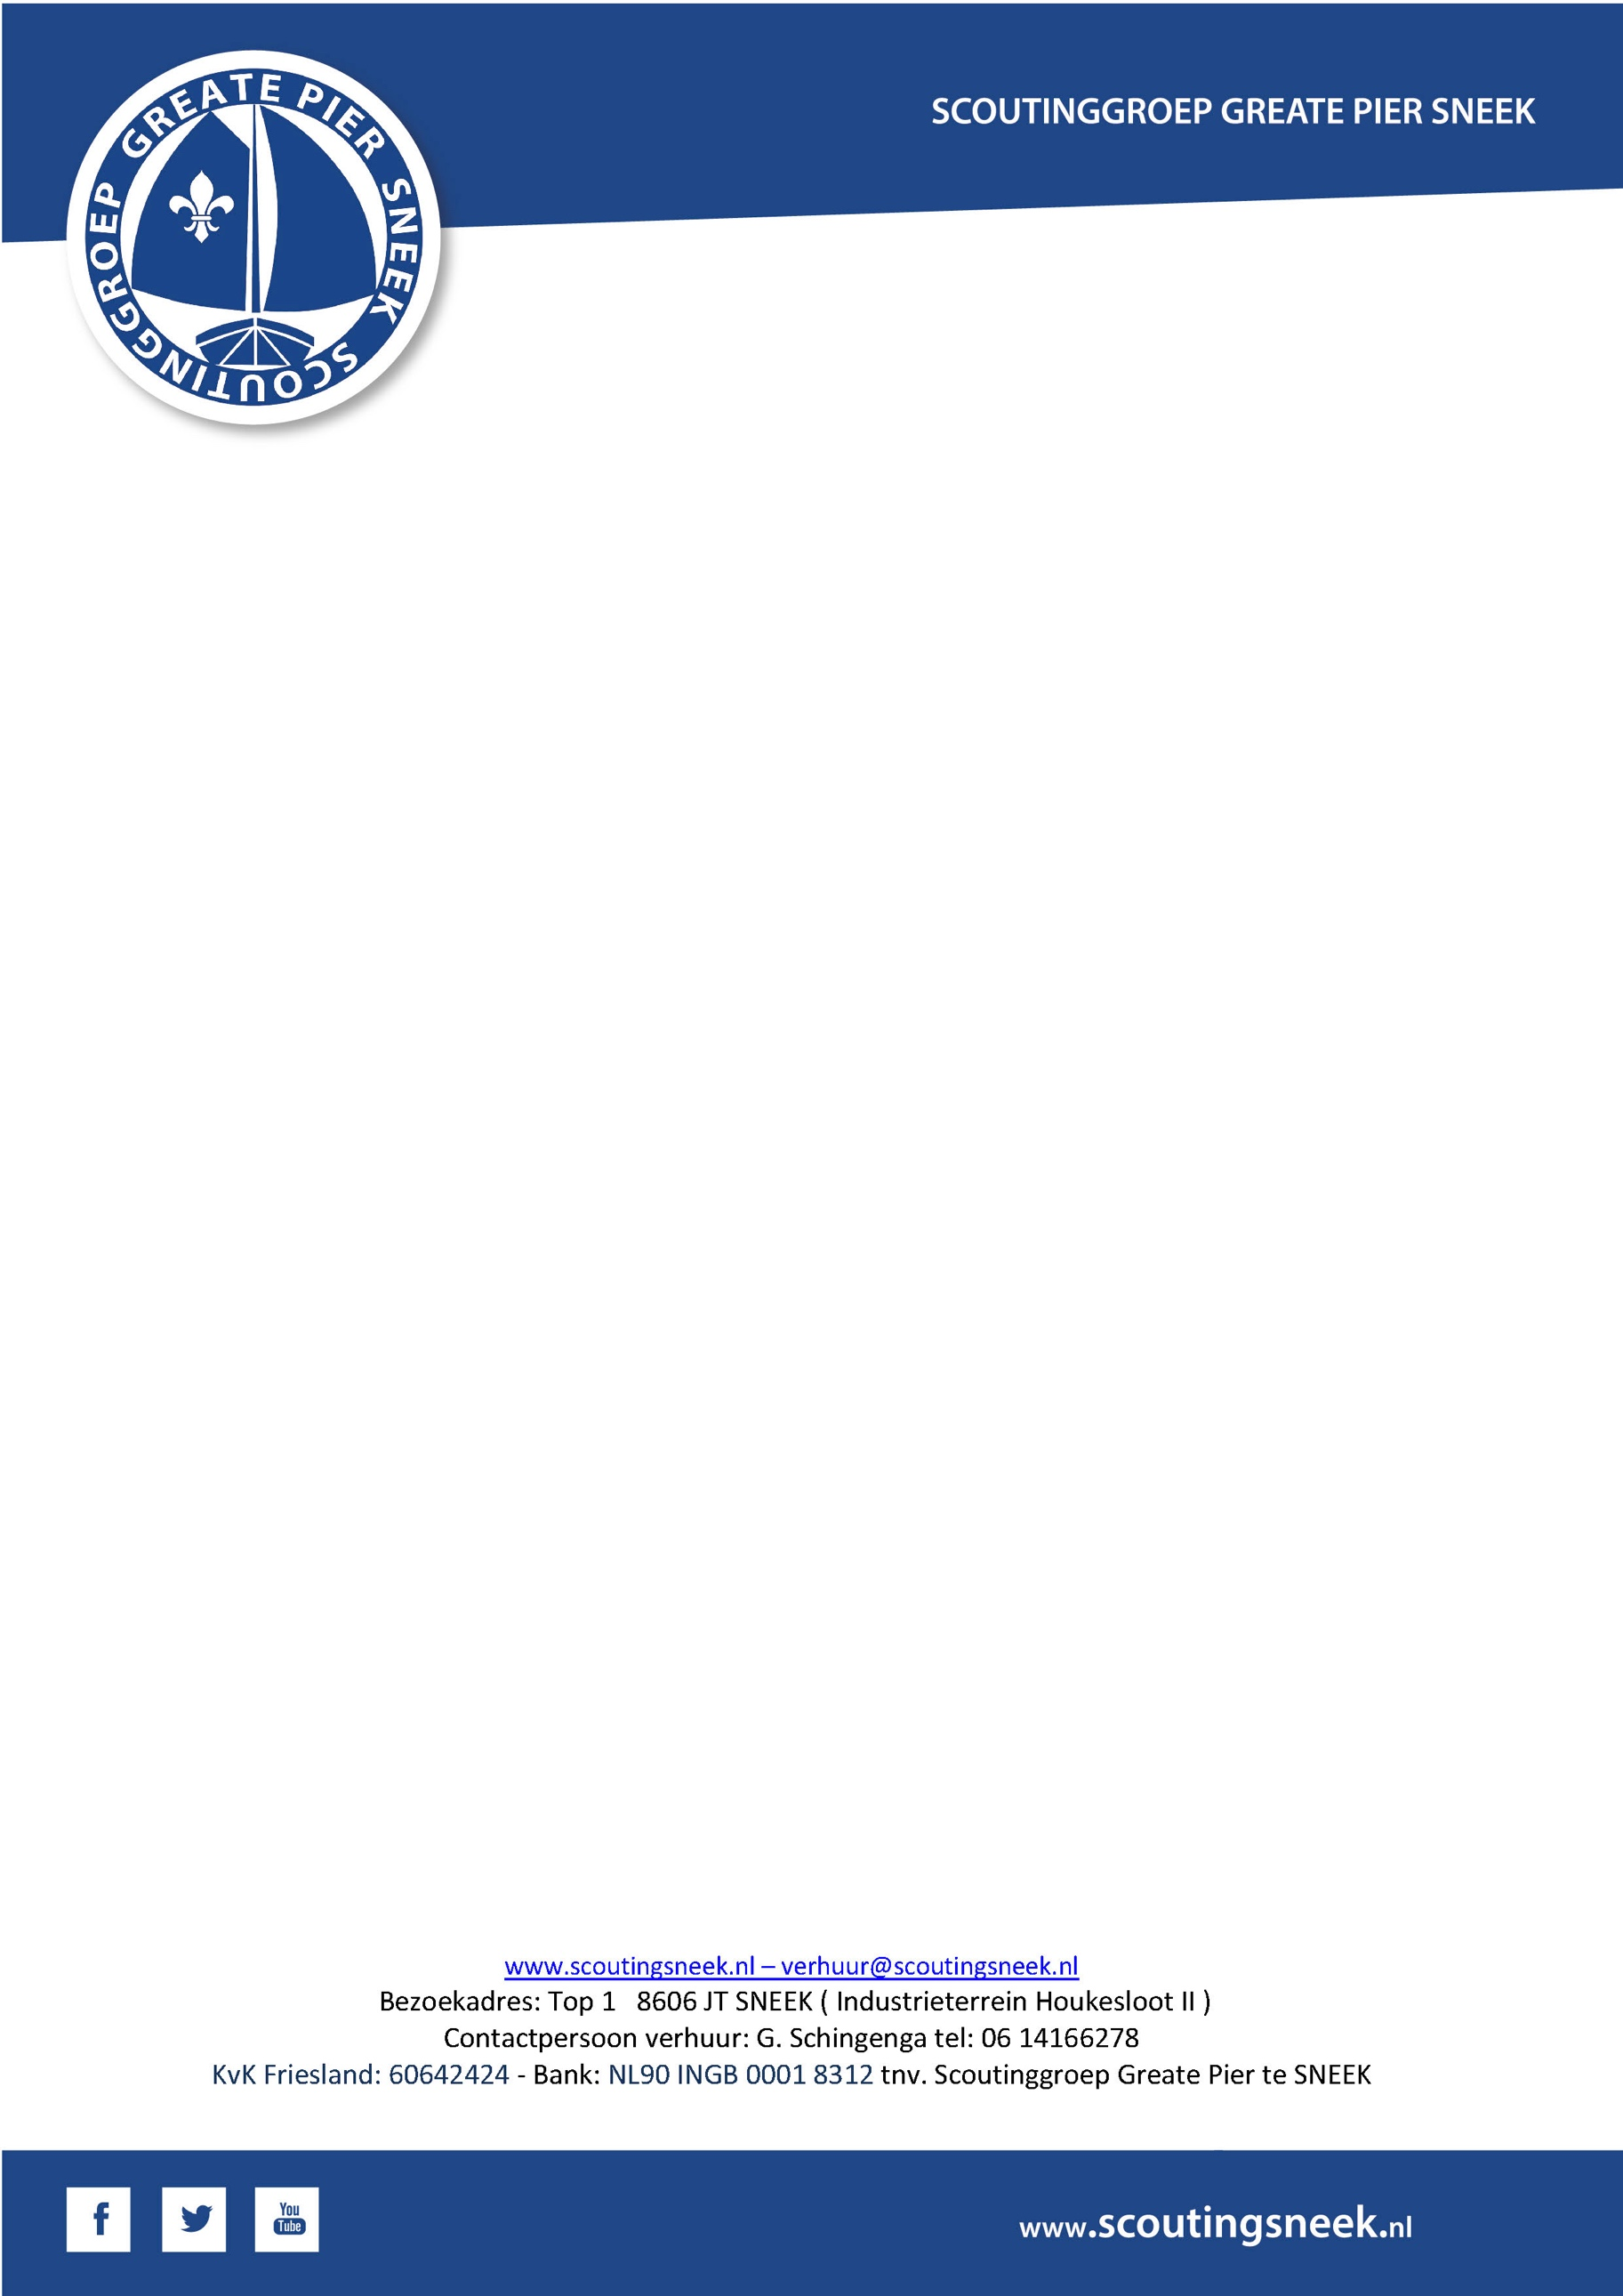 SCOUTINGGROEP GREATE PIER SNEEK
SCOUTINGGROEP GREATE PIER SNEEK
www.scoutingsneek.nl – verhuur@scoutingsneek.nl
Bezoekadres: Top 1 8606 JT SNEEK ( Industrieterrein Houkesloot II )
Contactpersoon verhuur: G. Schingenga tel: 06 14166278
KvK Friesland: 60642424 - Bank: NL90 INGB 0001 8312 tnv. Scoutinggroep Greate Pier te SNEEK
f
You
Tube
www.scoutingsneek.nl